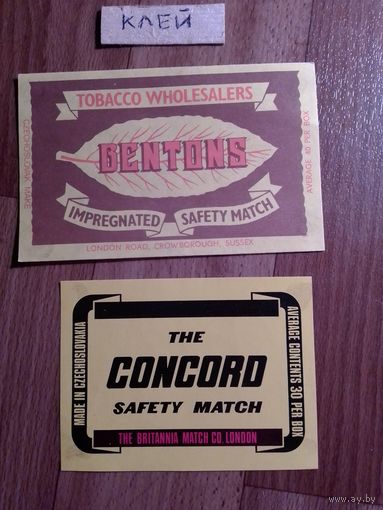 КЛЕЙ
TOBACCO WHOLESALERS
CZECHOSLOVAK MAKE
BENTONS
AVERAGE 40 PER BOX
IMPREGNATED SAFETY MATCH
LONDON ROAD, CROWBOROUGH, SUSSEX
MADE IN CZECHOSLOVAKIA
THE
CONCORD
SAFETY MATCH
AVERAGE CONTENTS 30 PER BOX
THE BRITANNIA MATCH CO. LONDON
www.ay.by